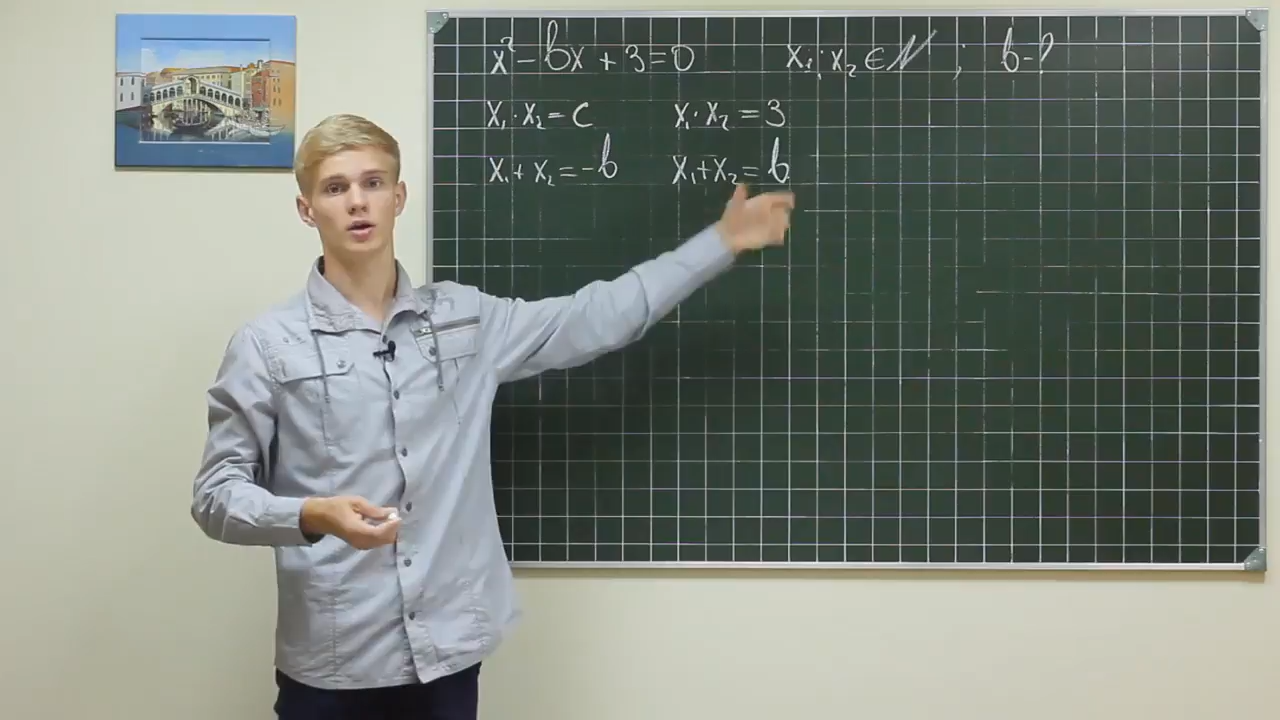 x² - bx + 3 = 0 x₁; x₂ ∈ N ; b - ?
x₁ · x₂ = c x₁ · x₂ = 3
x₁ + x₂ = -b x₁ + x₂ = b